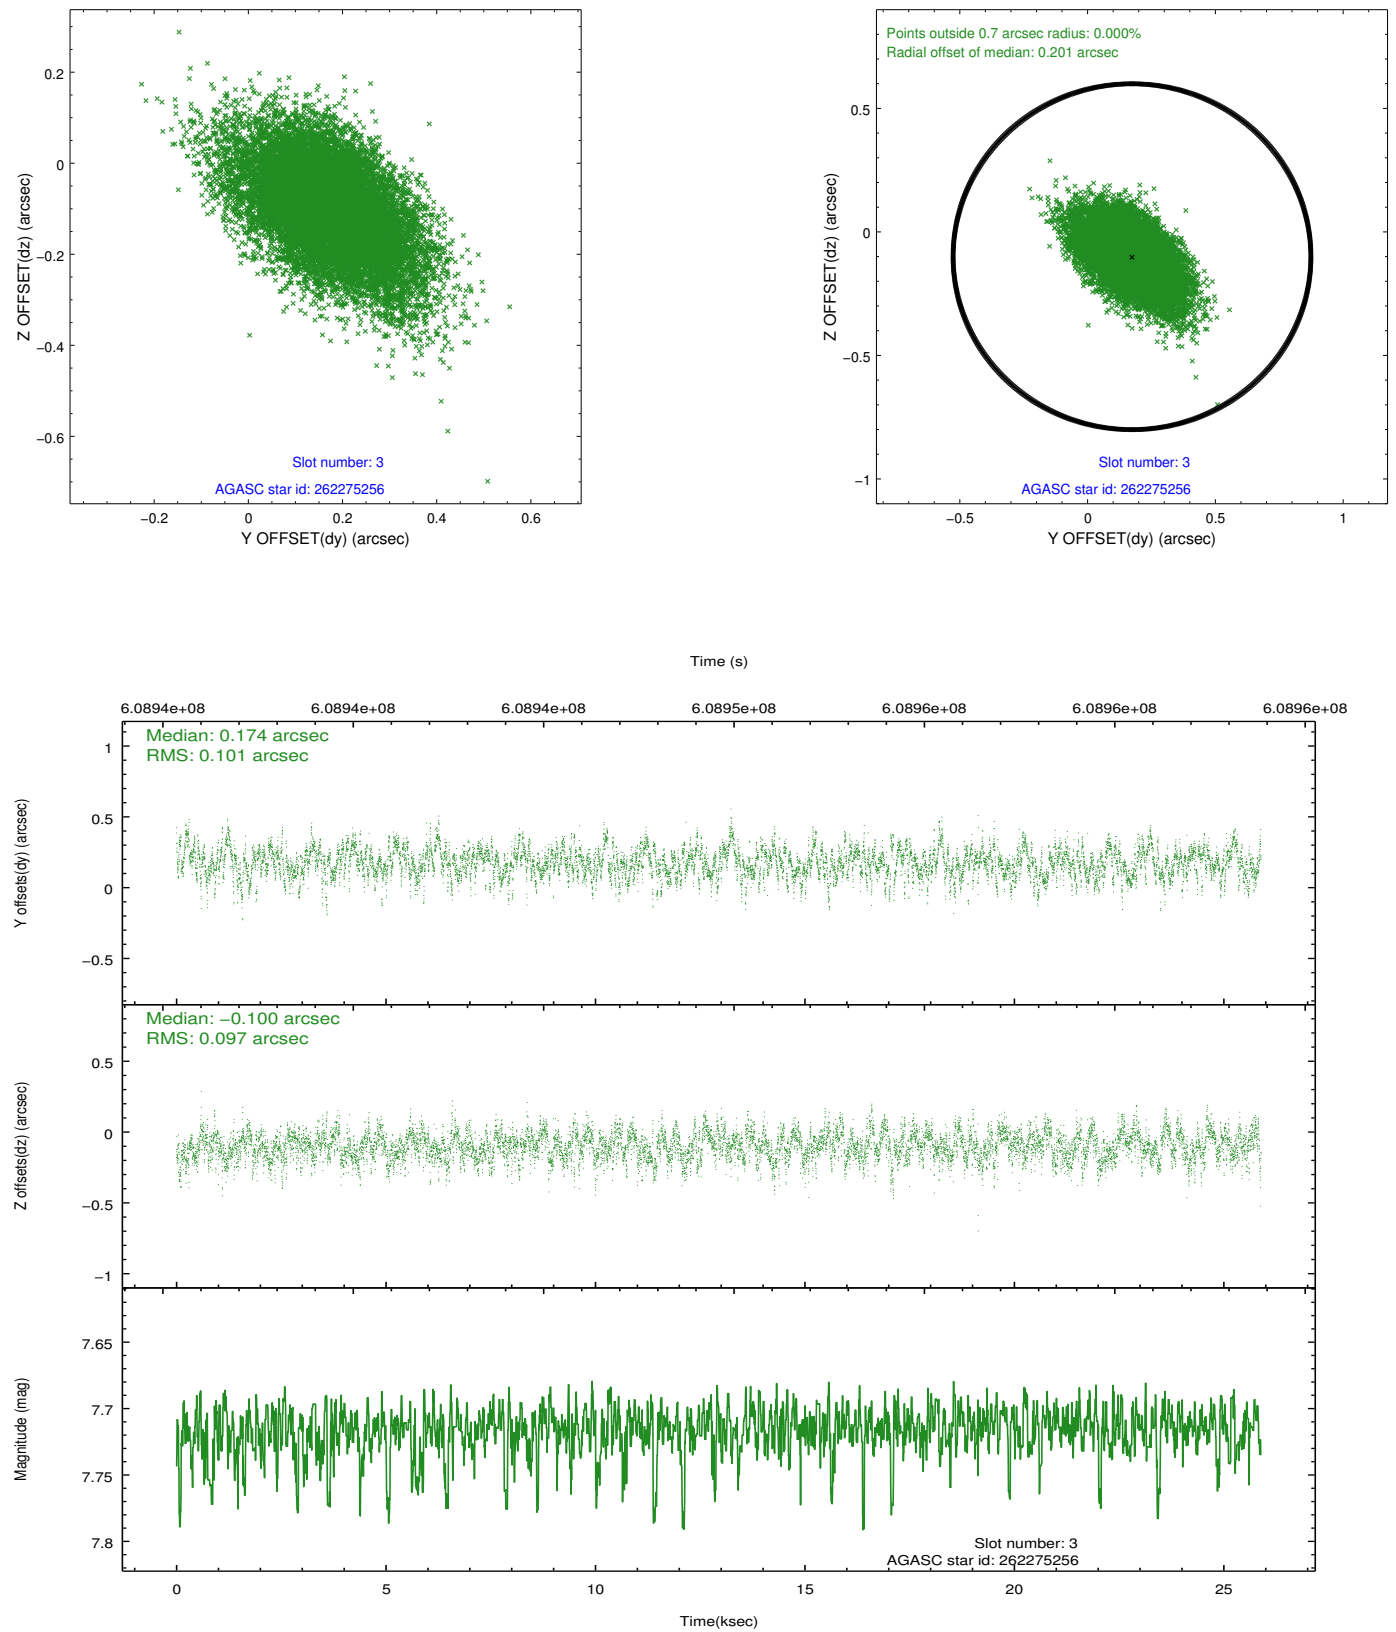 0.2
0
−0.2
−0.4
−0.6
Z OFFSET(dz) (arcsec)
Slot number: 3
AGASC star id: 262275256
−0.2
0
0.2
0.4
0.6
Y OFFSET(dy) (arcsec)
Points outside 0.7 arcsec radius: 0.000%
Radial offset of median: 0.201 arcsec
0.5
0
−0.5
−1
Z OFFSET(dz) (arcsec)
Slot number: 3
AGASC star id: 262275256
−0.5
0
0.5
1
Y OFFSET(dy) (arcsec)
Time (s)
6.0894e+08
6.0894e+08
6.0894e+08
6.0895e+08
6.0896e+08
6.0896e+08
6.0896e+08
Median: 0.174 arcsec
RMS: 0.101 arcsec
1
0.5
0
−0.5
Y offsets(dy) (arcsec)
Median: −0.100 arcsec
RMS: 0.097 arcsec
0.5
0
−0.5
−1
Z offsets(dz) (arcsec)
7.65
7.7
7.75
7.8
Magnitude (mag)
Slot number: 3
AGASC star id: 262275256
0
5
10
15
20
25
Time(ksec)